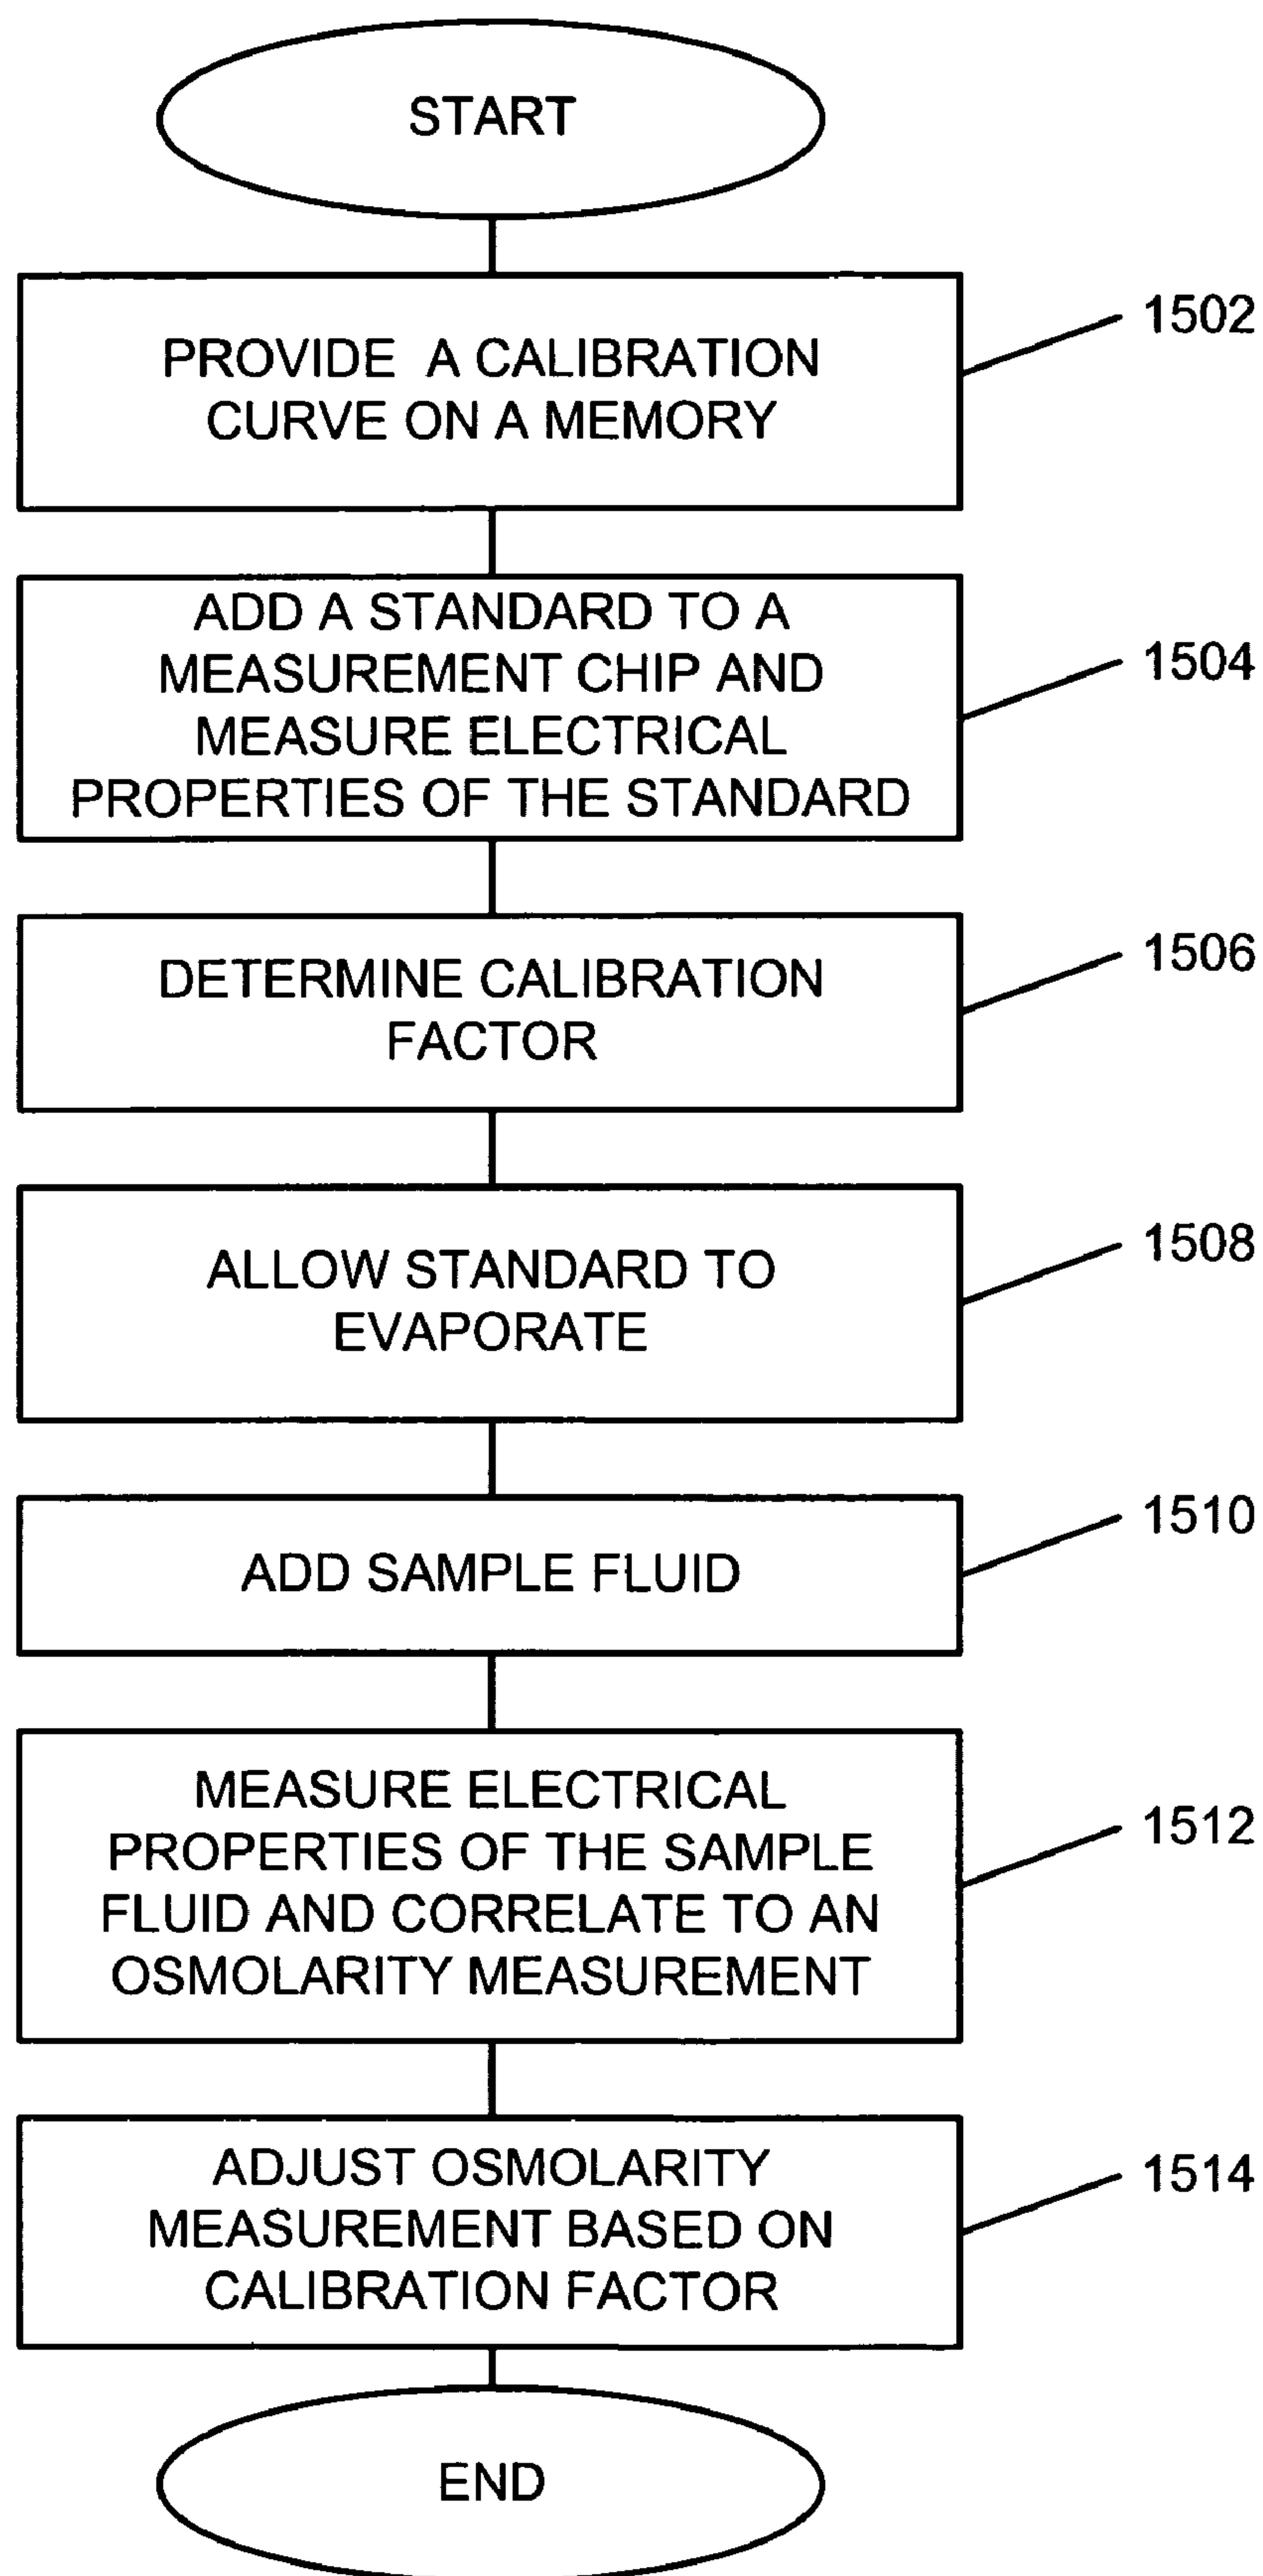 START
PROVIDE A CALIBRATION
CURVE ON A MEMORY
1502
ADD A STANDARD TO A
MEASUREMENT CHIP AND
MEASURE ELECTRICAL
PROPERTIES OF THE STANDARD
1504
DETERMINE CALIBRATION
FACTOR
1506
ALLOW STANDARD TO
EVAPORATE
1508
ADD SAMPLE FLUID
1510
MEASURE ELECTRICAL
PROPERTIES OF THE SAMPLE
FLUID AND CORRELATE TO AN
OSMOLARITY MEASUREMENT
1512
ADJUST OSMOLARITY
MEASUREMENT BASED ON
CALIBRATION FACTOR
1514
END